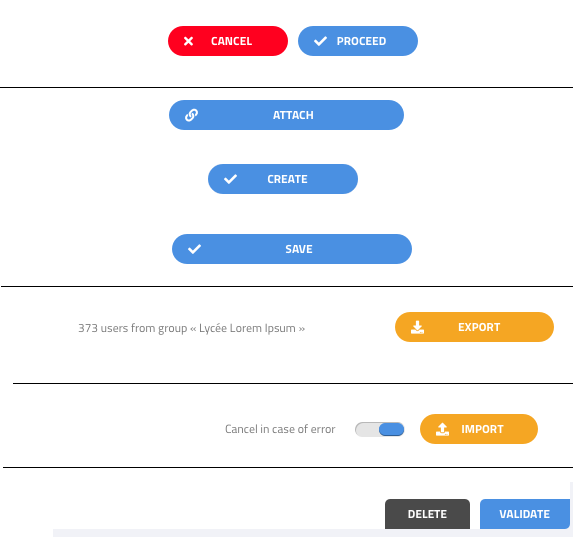 CANCEL
PROCEED
ATTACH
CREATE
SAVE
373 users from group « Lycée Lorem Ipsum »
EXPORT
Cancel in case of error
IMPORT
DELETE
VALIDATE